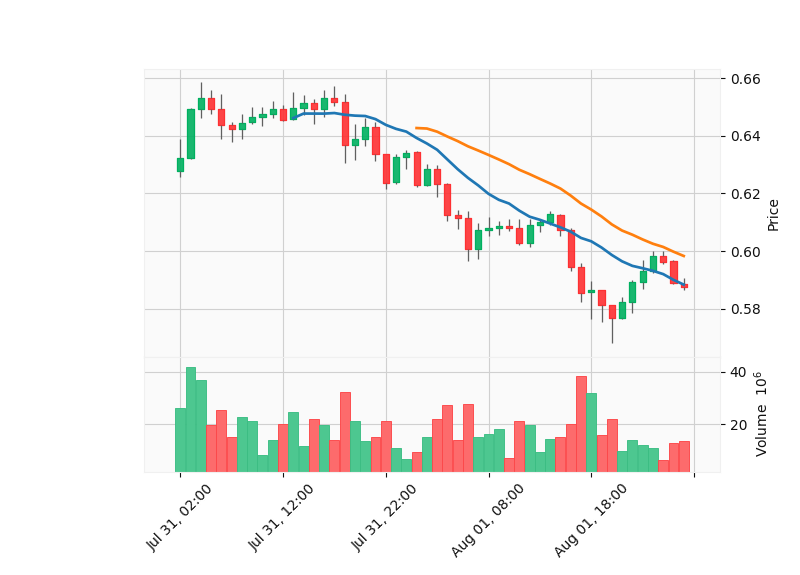 0.66
0.64
0.62
0.60
0.58
Price
40
20
Volume 10^6
Jul 31, 02:00
Jul 31, 12:00
Jul 31, 22:00
Aug 01, 08:00
Aug 01, 18:00